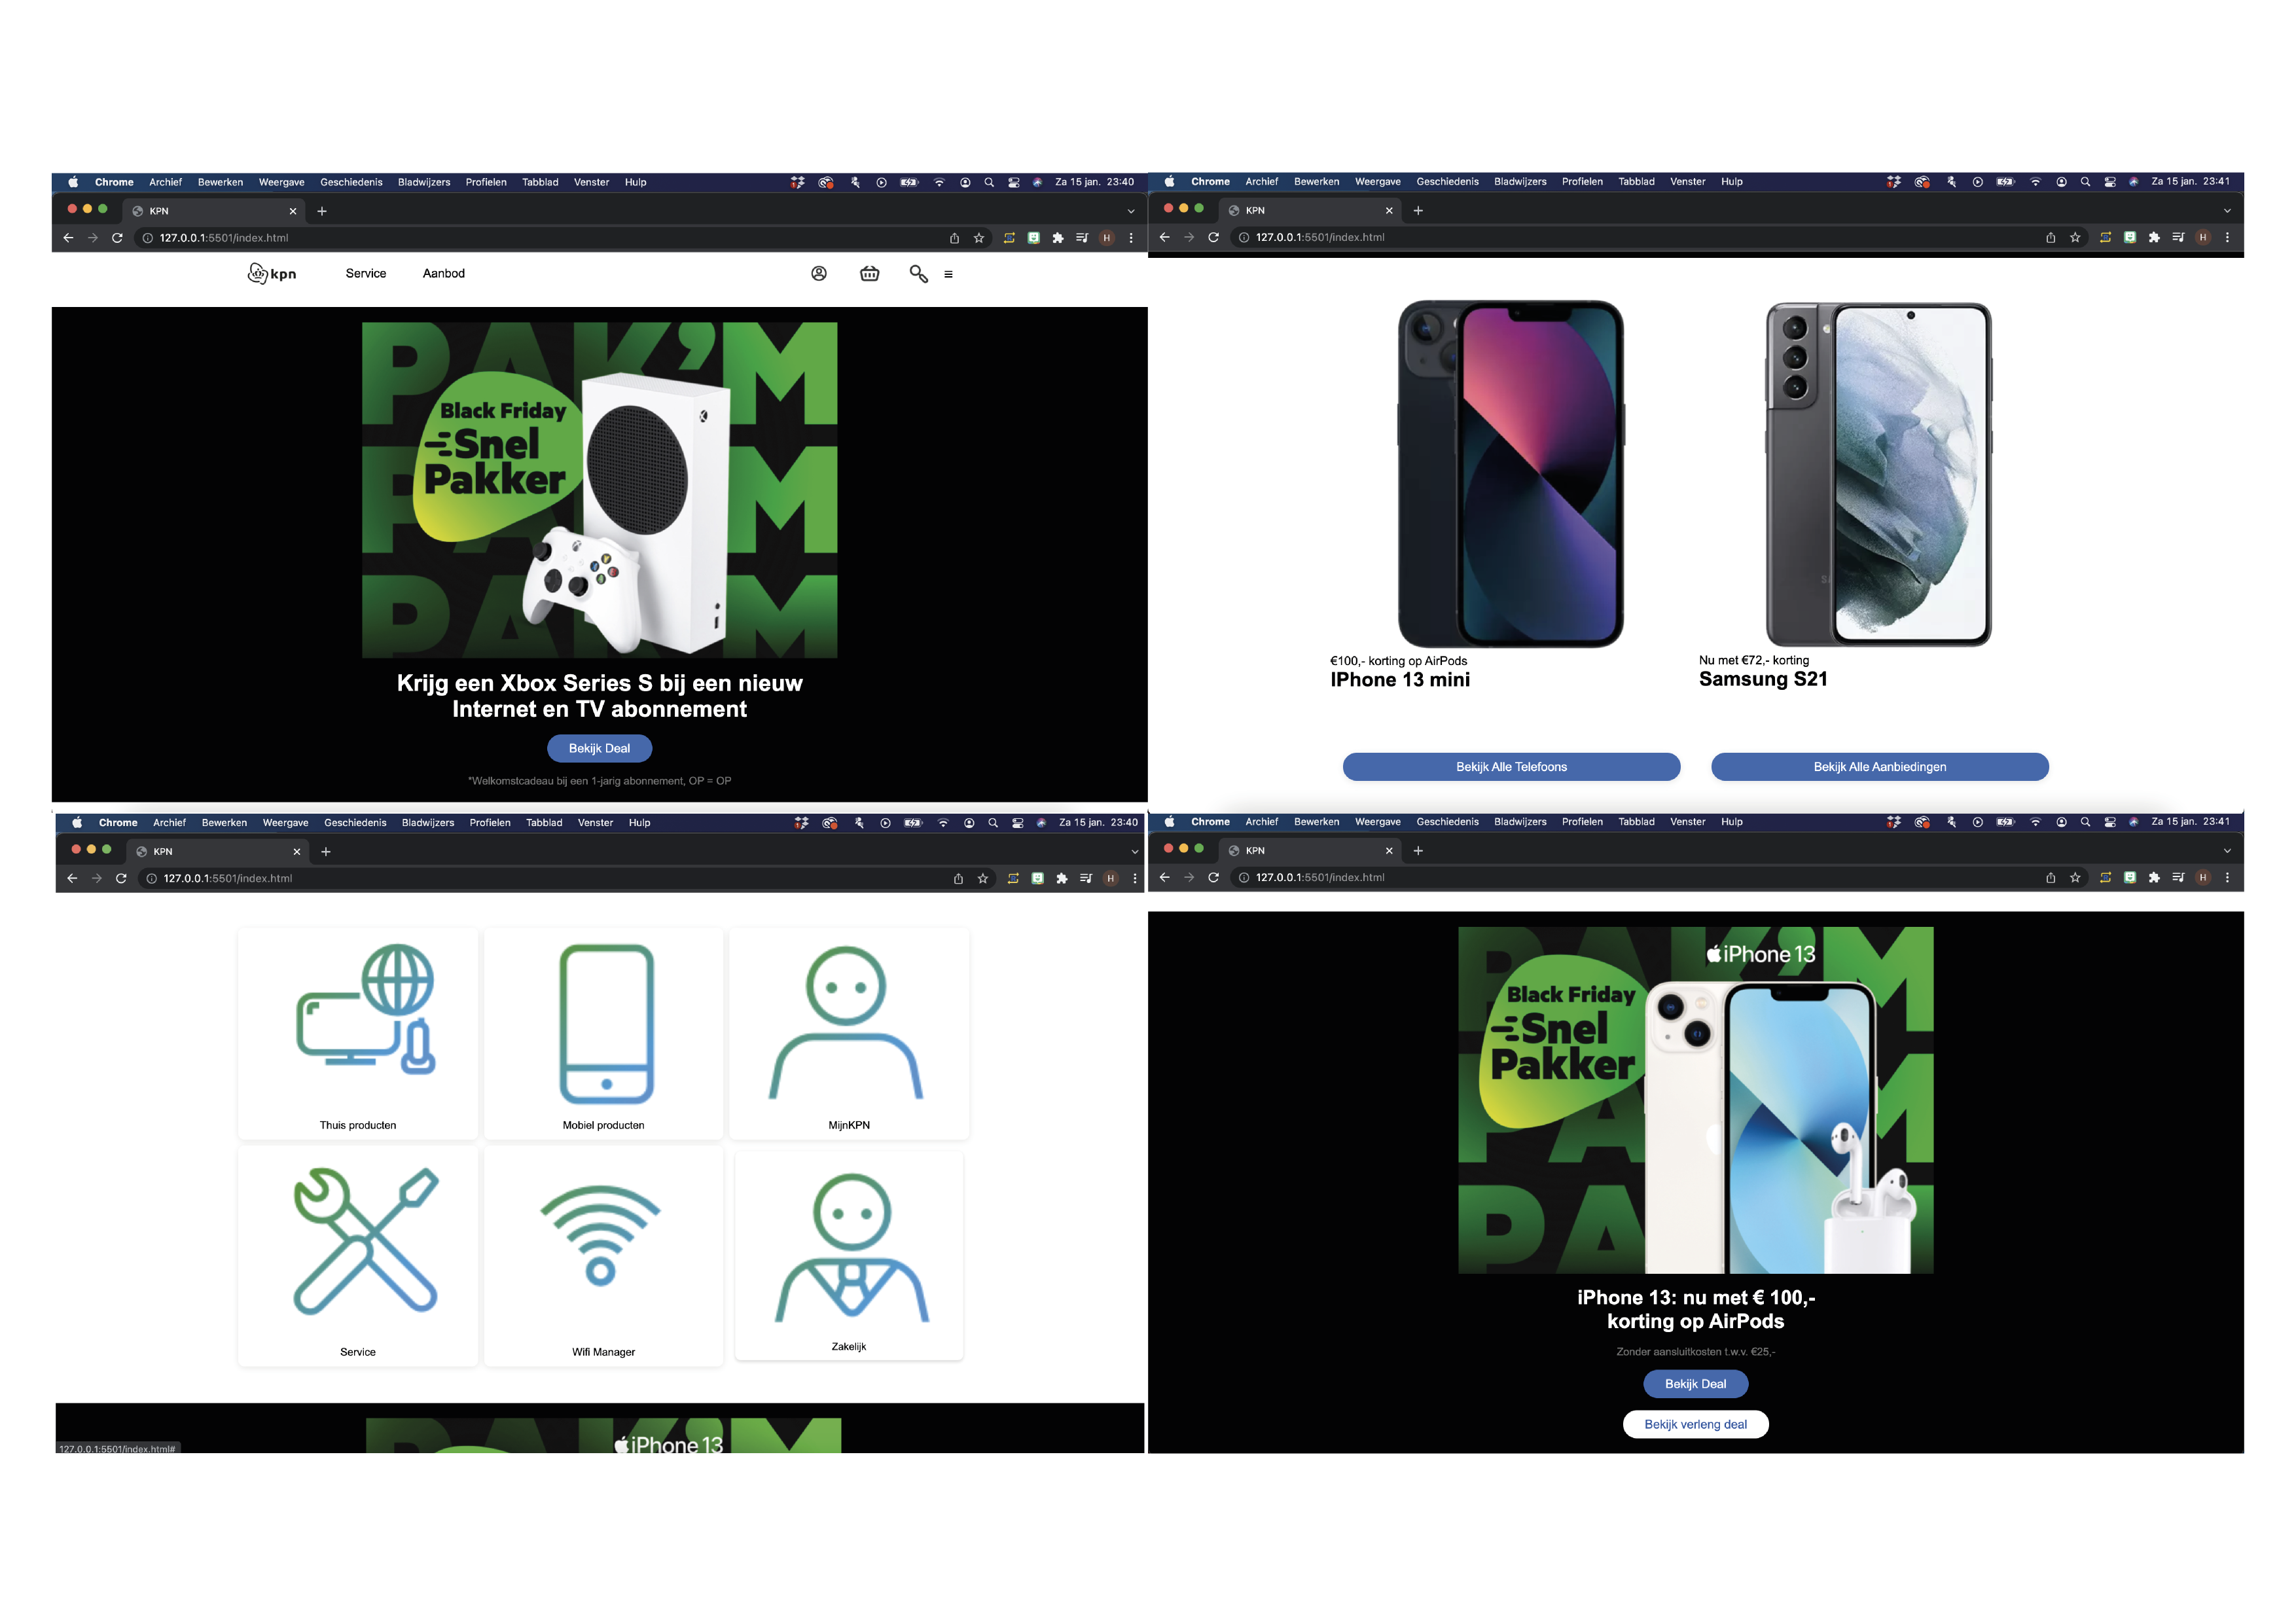 Chrome Archief Bewerken Weergave Geschiedenis Bladwijzers Profielen Tabblad Venster Hulp Za 15 jan. 23:40
KPN
127.0.0.1:5501/index.html H
kpn Service Aanbod
PAK'M
Black Friday
Snel
Pakker
PAK'M
Krijg een Xbox Series S bij een nieuw
Internet en TV abonnement
Bekijk Deal
*Welkomstcadeau bij een 1-jarig abonnement, OP = OP
Chrome Archief Bewerken Weergave Geschiedenis Bladwijzers Profielen Tabblad Venster Hulp Za 15 jan. 23:41
KPN
127.0.0.1:5501/index.html H
€100,- korting op AirPods
IPhone 13 mini
Nu met €72,- korting
Samsung S21
Bekijk Alle Telefoons
Bekijk Alle Aanbiedingen
Chrome Archief Bewerken Weergave Geschiedenis Bladwijzers Profielen Tabblad Venster Hulp Za 15 jan. 23:40
KPN
127.0.0.1:5501/index.html H
Thuis producten
Mobiel producten
MijnKPN
Service
Wifi Manager
Zakelijk
iPhone 13
127.0.0.1:5501/index.html#
Chrome Archief Bewerken Weergave Geschiedenis Bladwijzers Profielen Tabblad Venster Hulp Za 15 jan. 23:41
KPN
127.0.0.1:5501/index.html H
iPhone 13
Black Friday
Snel
Pakker
PA
iPhone 13: nu met € 100,-
korting op AirPods
Zonder aansluitkosten t.w.v. €25,-
Bekijk Deal
Bekijk verleng deal